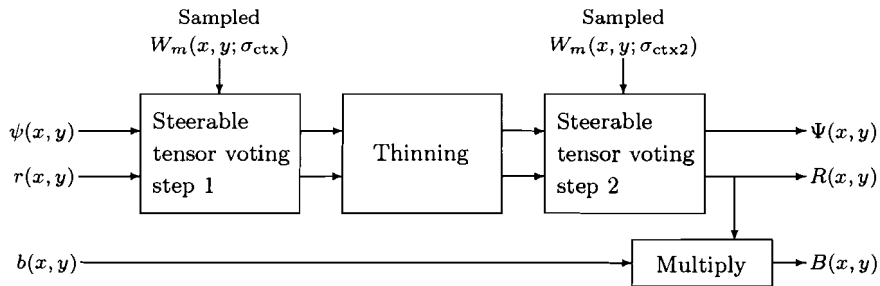 Sampled
W_m(x, y; σ_ctx)
Sampled
W_m(x, y; σ_ctx2)
ψ(x, y)
r(x, y)
Steerable
tensor voting
step 1
Thinning
Steerable
tensor voting
step 2
Ψ(x, y)
R(x, y)
b(x, y)
Multiply
B(x, y)